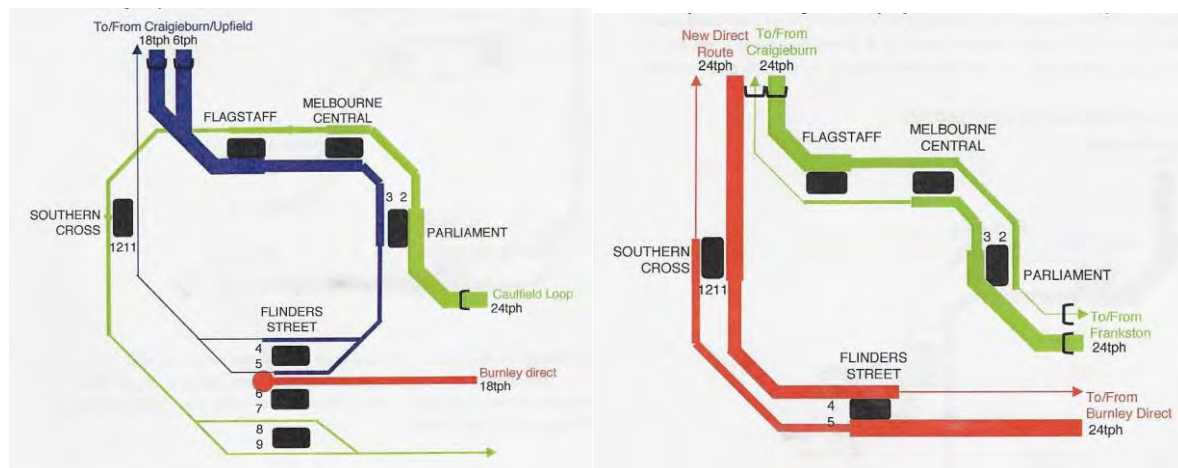 To/From Craigieburn/Upfield
18tph 6tph
FLAGSTAFF
MELBOURNE
CENTRAL
3 2
SOUTHERN
CROSS
1211
PARLIAMENT
Caulfield Loop
24tph
FLINDERS
STREET
4
5
Burnley direct
18tph
6
7
8
9
New Direct
Route
24tph
To/From
Craigieburn
24tph
FLAGSTAFF
MELBOURNE
CENTRAL
3 2
SOUTHERN
CROSS
1211
PARLIAMENT
To/From
Frankston
24tph
FLINDERS
STREET
4
5
To/From
Burnley Direct
24tph